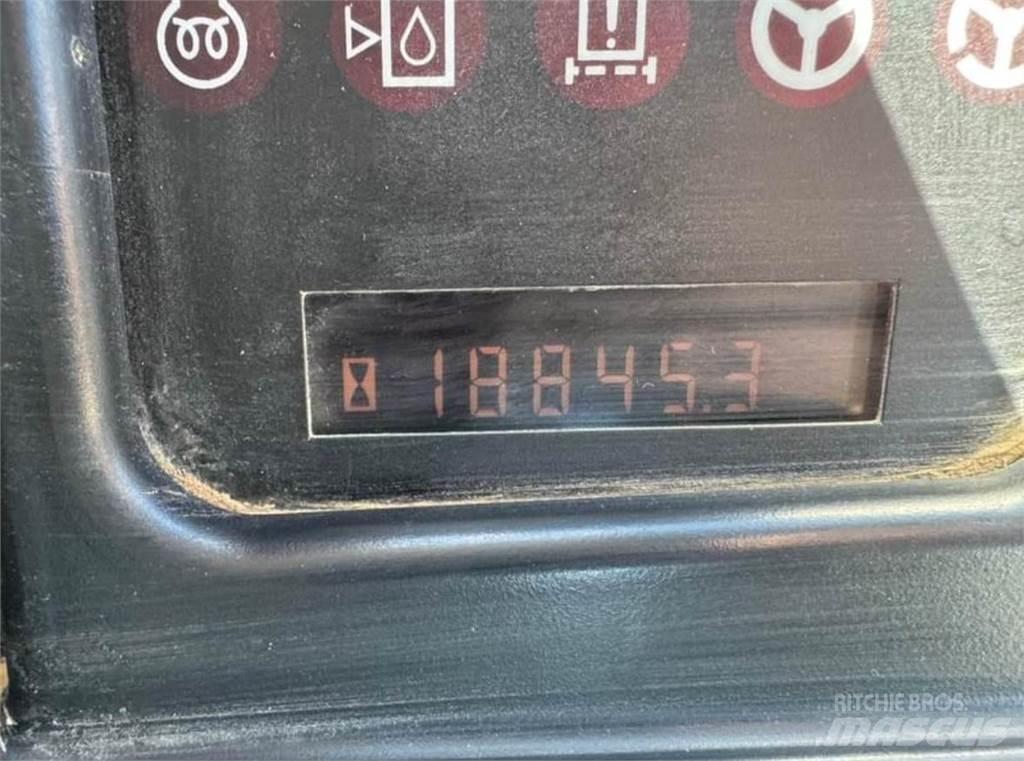 18845.3
RITCHIE BROS.
MASCUS